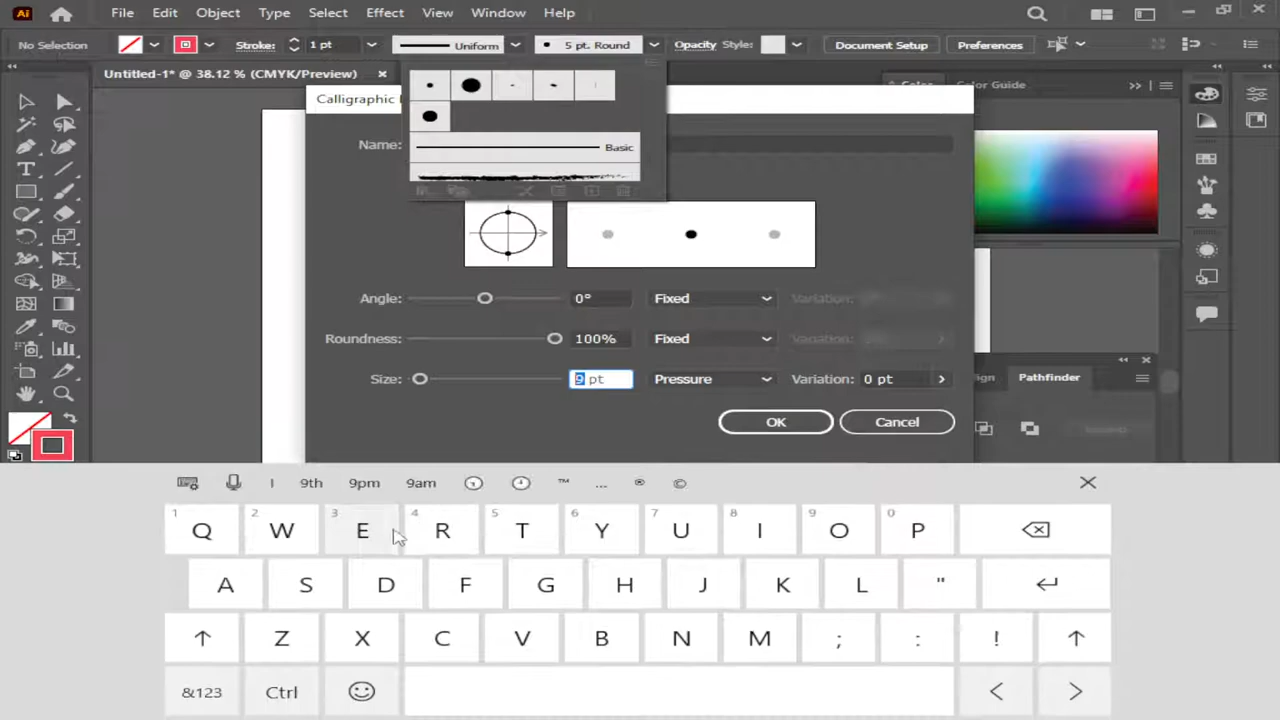 Ai File Edit Object Type Select Effect View Window Help
No Selection Stroke: 1 pt Uniform 5 pt. Round Opacity Style: Document Setup Preferences
Untitled-1* @ 38.12 % (CMYK/Preview) × Color Color Guide
Calligraphic
Name:
Basic
Angle: 0° Fixed Variation:
Roundness: 100% Fixed Variation:
Size: 9 pt Pressure Variation: 0 pt
Pathfinder
OK Cancel
I 9th 9pm 9am ™ ... ® ©
1 2 3 4 5 6 7 8 9 0
Q W E R T Y U I O P
A S D F G H J K L "
Z X C V B N M ; : !
&123 Ctrl